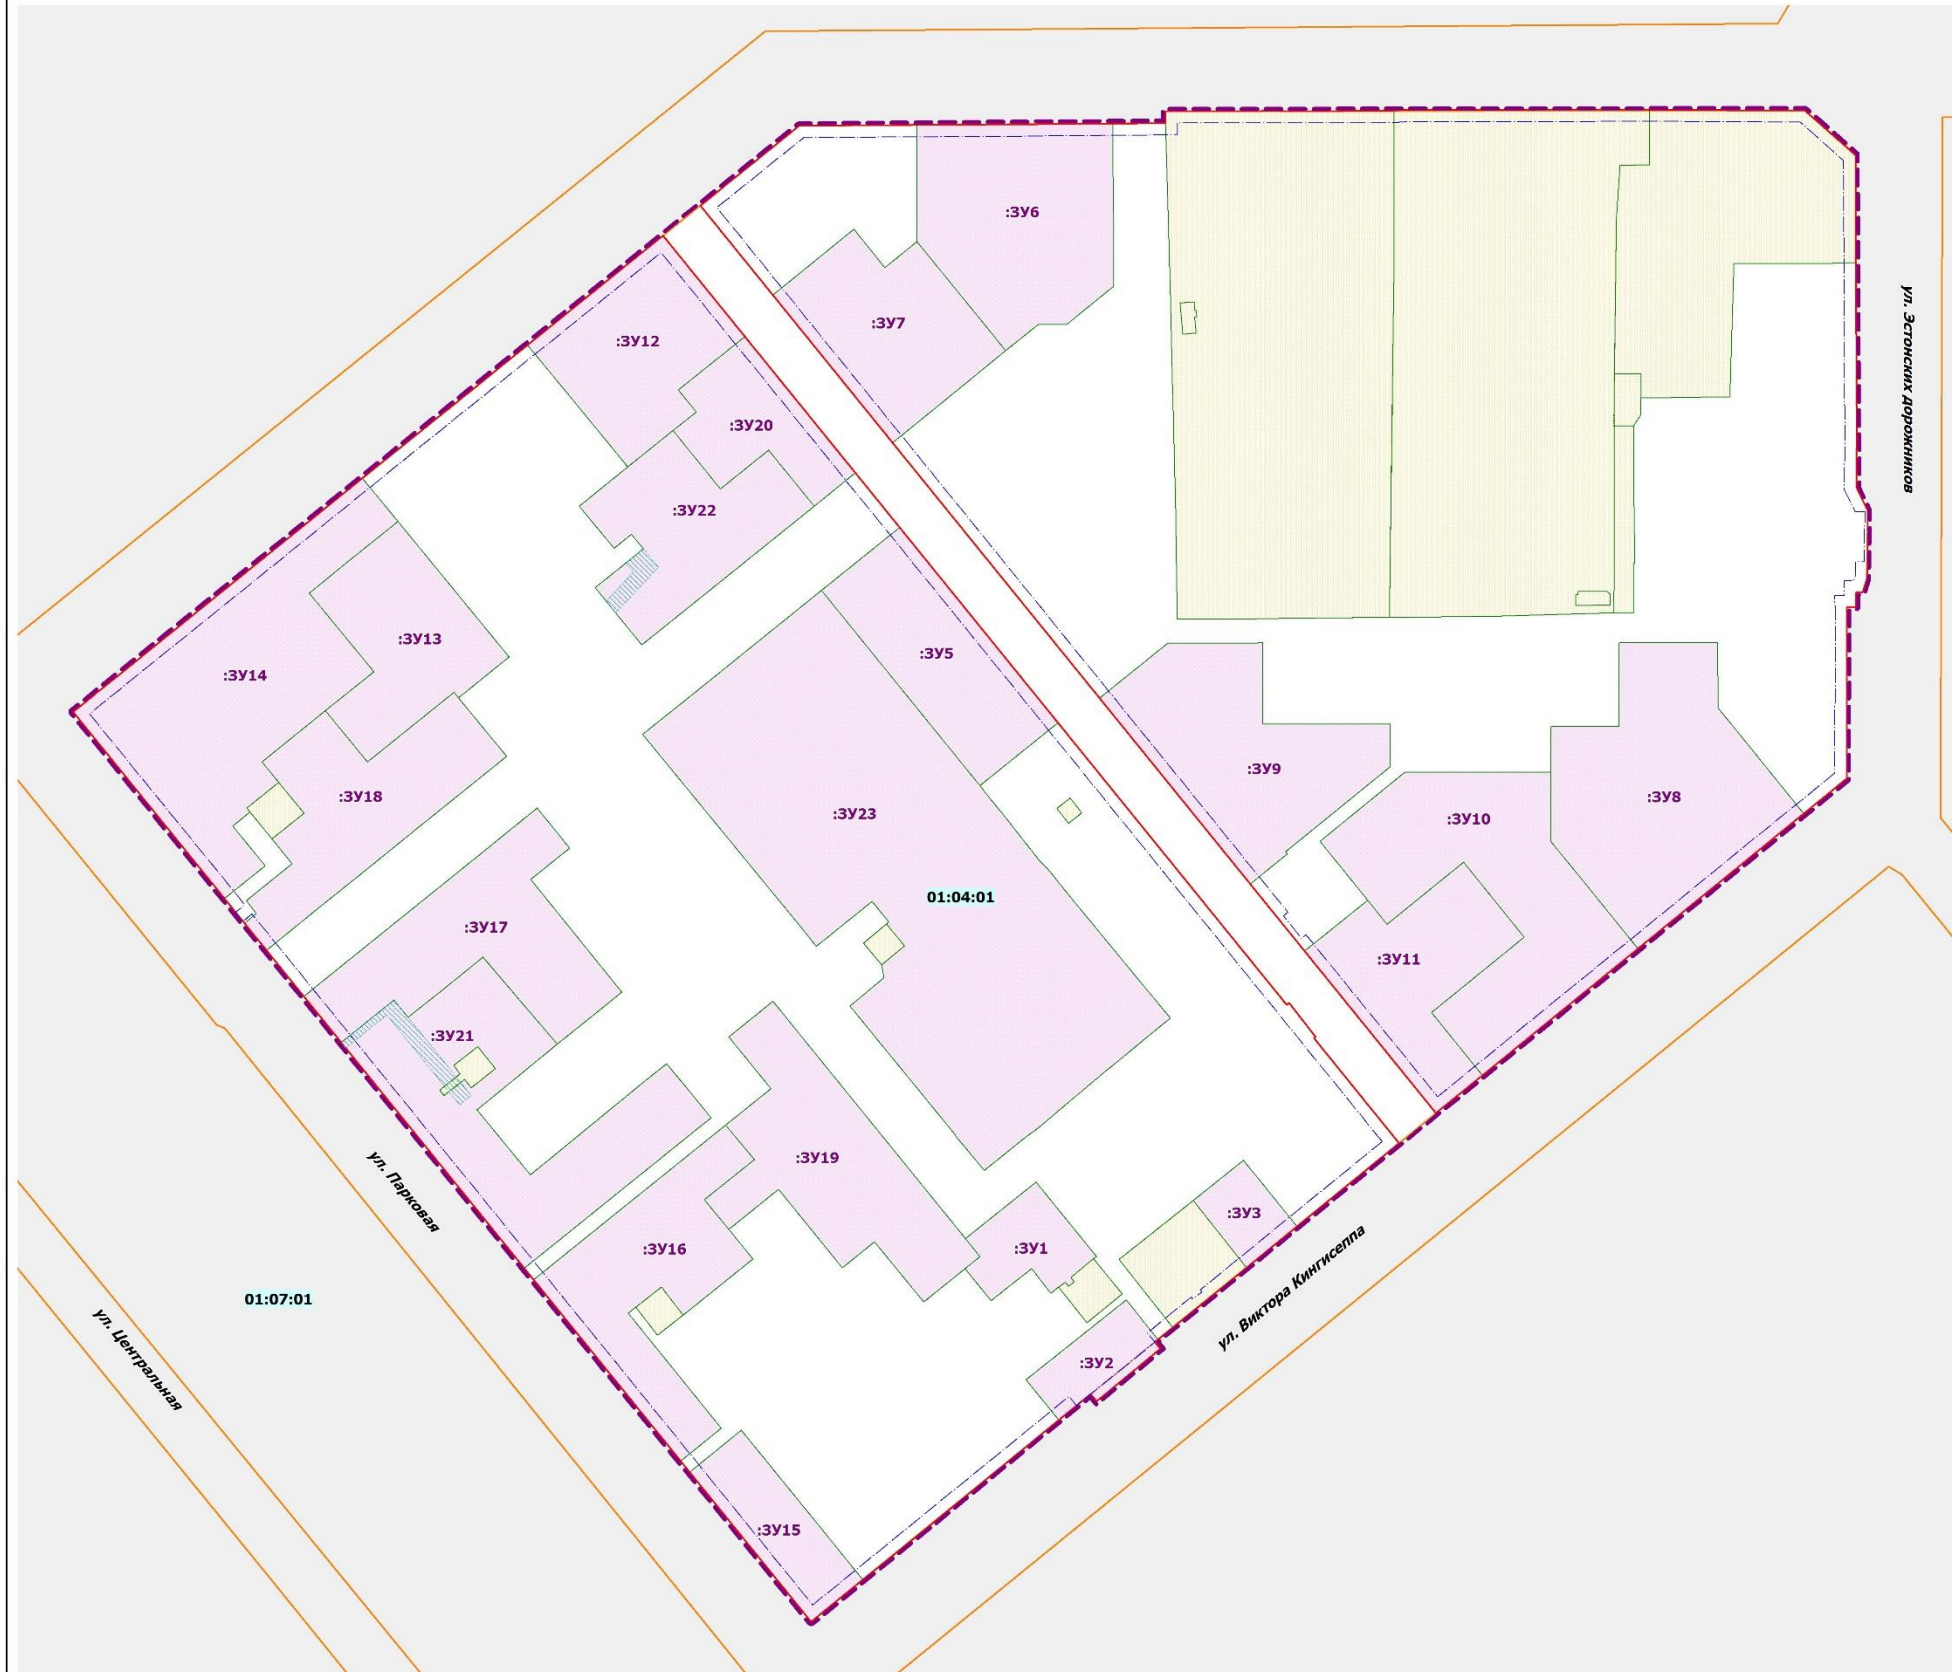 :ЗУ6
:ЗУ7
:ЗУ12
:ЗУ20
:ЗУ22
ул. Эстонских дорожников
:ЗУ13
:ЗУ5
:ЗУ14
:ЗУ9
:ЗУ18
:ЗУ8
:ЗУ23
:ЗУ10
01:04:01
:ЗУ17
:ЗУ11
:ЗУ21
:ЗУ19
ул. Парковая
:ЗУ3
:ЗУ16
:ЗУ1
ул. Виктора Кингисеппа
01:07:01
ул. Центральная
:ЗУ2
:ЗУ15